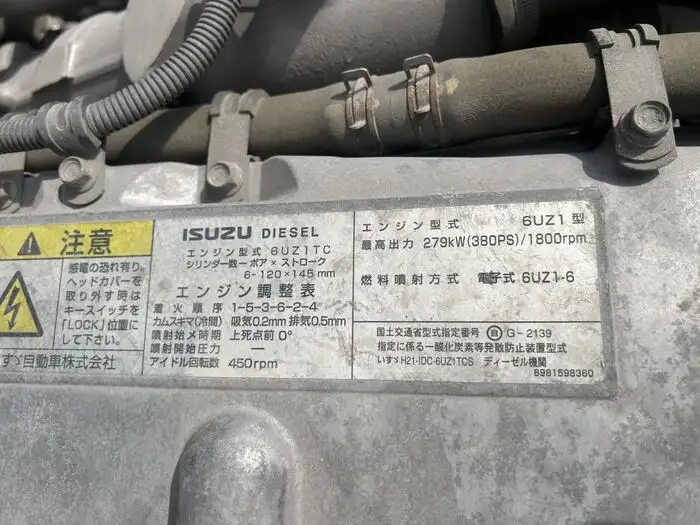 注意
感電の恐れ有り。
ヘッドカバーを
取り外す時は
キースイッチを
「LOCK」位置に
して下さい。
すゞ自動車株式会社
ISUZU DIESEL
エンジン型式 6UZ1TC
シリンダー数ーボア×ストローク
6-120×145mm
エンジン調整表
着火順序 1-5-3-6-2-4
カムスキマ(冷間) 吸気0.2mm 排気0.5mm
噴射始メ時期 上死点前 0°
噴射開始圧力 ー
アイドル回転数 450rpm
エンジン型式 6UZ1型
最高出力 279kW(380PS)/1800rpm
燃料噴射方式 電子式 6UZ1-6
国土交通省型式指定番号 自 G-2139
指定に係る一酸化炭素等発散防止装置型式
いすゞH21-IDC-6UZ1TCS ディーゼル機関
8981598360